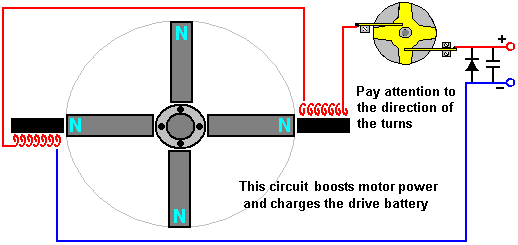 N
+
Pay attention to
the direction of
the turns
N
N
−
This circuit boosts motor power
and charges the drive battery
N